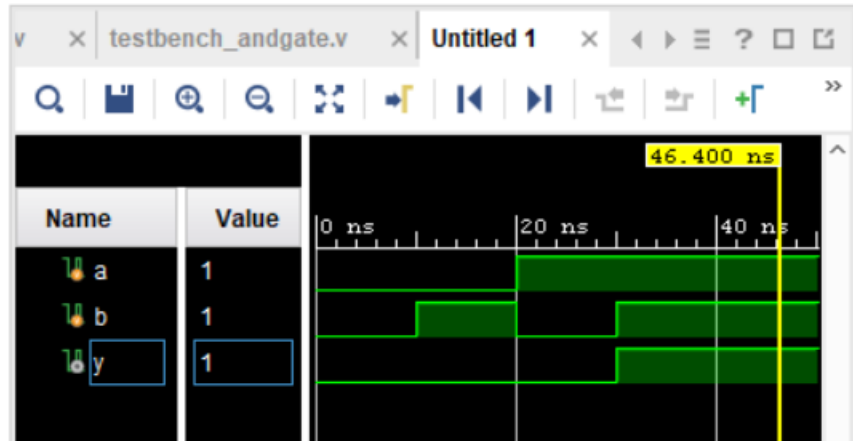 v × testbench_andgate.v × Untitled 1 × ?
»
46.400 ns
Name Value 0 ns 20 ns 40 ns
a 1
b 1
y 1